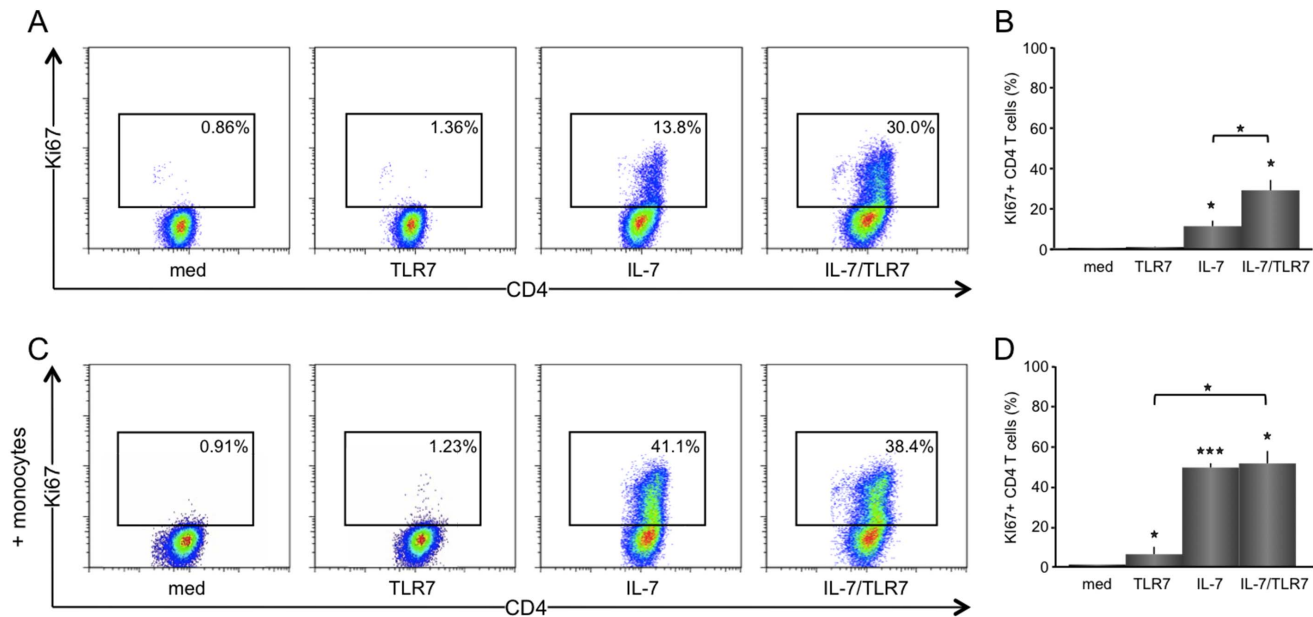 A
Ki67
0.86%
1.36%
13.8%
30.0%
med
TLR7
IL-7
IL-7/TLR7
CD4
B
KI67+ CD4 T cells (%)
100
80
60
40
20
0
*
*
*
med
TLR7
IL-7
IL-7/TLR7
C
+ monocytes
Ki67
0.91%
1.23%
41.1%
38.4%
med
TLR7
IL-7
IL-7/TLR7
CD4
D
KI67+ CD4 T cells (%)
100
80
60
40
20
0
*
*
***
*
med
TLR7
IL-7
IL-7/TLR7